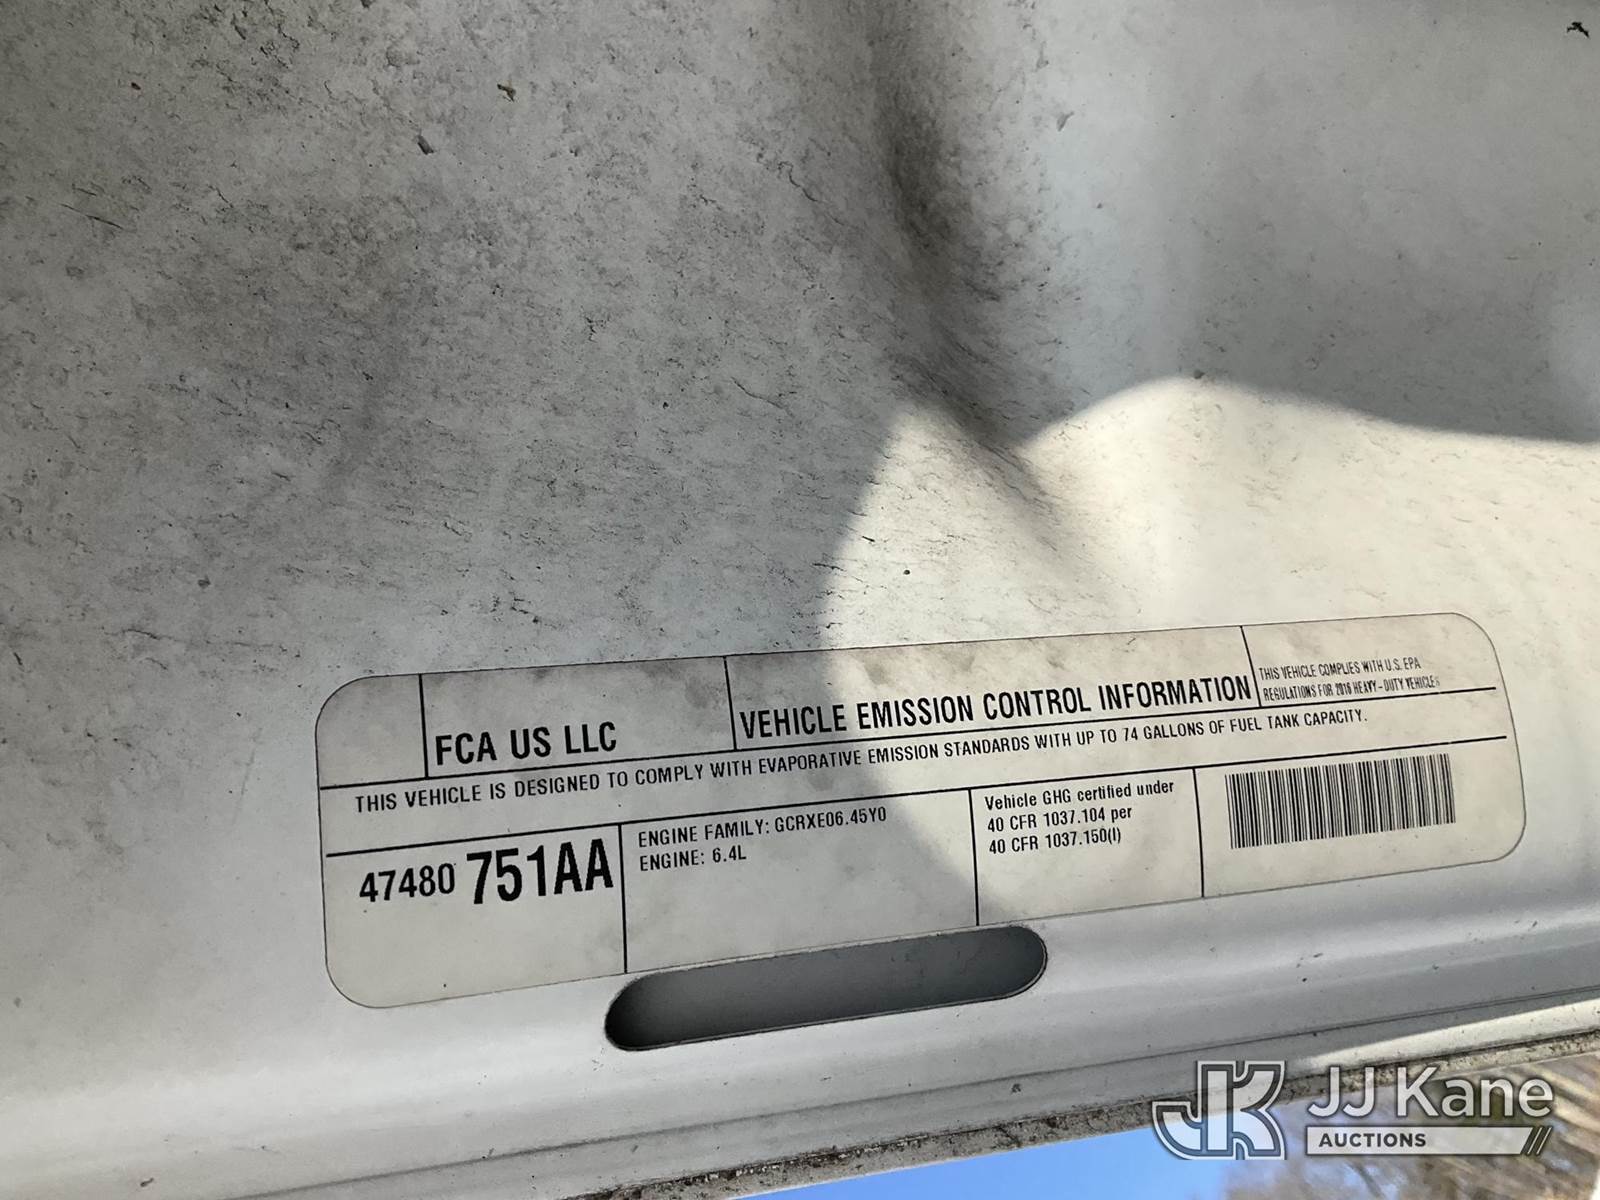 FCA US LLC
VEHICLE EMISSION CONTROL INFORMATION
THIS VEHICLE COMPLIES WITH U.S. EPA
REGULATIONS FOR 2016 HEAVY-DUTY VEHICLES
THIS VEHICLE IS DESIGNED TO COMPLY WITH EVAPORATIVE EMISSION STANDARDS WITH UP TO 74 GALLONS OF FUEL TANK CAPACITY.
47480 751AA
ENGINE FAMILY: GCRXE06.45Y0
ENGINE: 6.4L
Vehicle GHG certified under
40 CFR 1037.104 per
40 CFR 1037.150(l)
JK JJ Kane
AUCTIONS